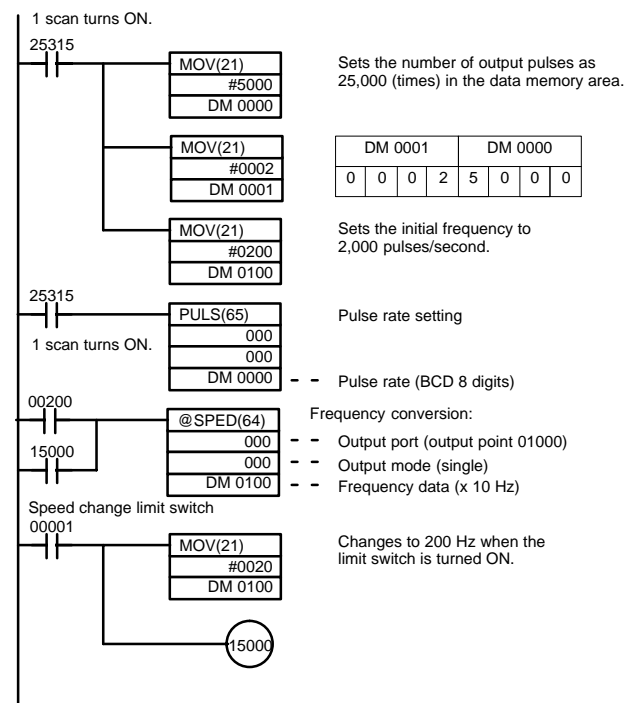 1 scan turns ON.
25315
MOV(21)
#5000
DM 0000
Sets the number of output pulses as
25,000 (times) in the data memory area.
MOV(21)
#0002
DM 0001
DM 0001 DM 0000
0 0 0 2 5 0 0 0
MOV(21)
#0200
DM 0100
Sets the initial frequency to
2,000 pulses/second.
25315
1 scan turns ON.
PULS(65)
000
000
DM 0000
Pulse rate setting
Pulse rate (BCD 8 digits)
00200
15000
@SPED(64)
000
000
DM 0100
Frequency conversion:
Output port (output point 01000)
Output mode (single)
Frequency data (x 10 Hz)
Speed change limit switch
00001
MOV(21)
#0020
DM 0100
Changes to 200 Hz when the
limit switch is turned ON.
15000